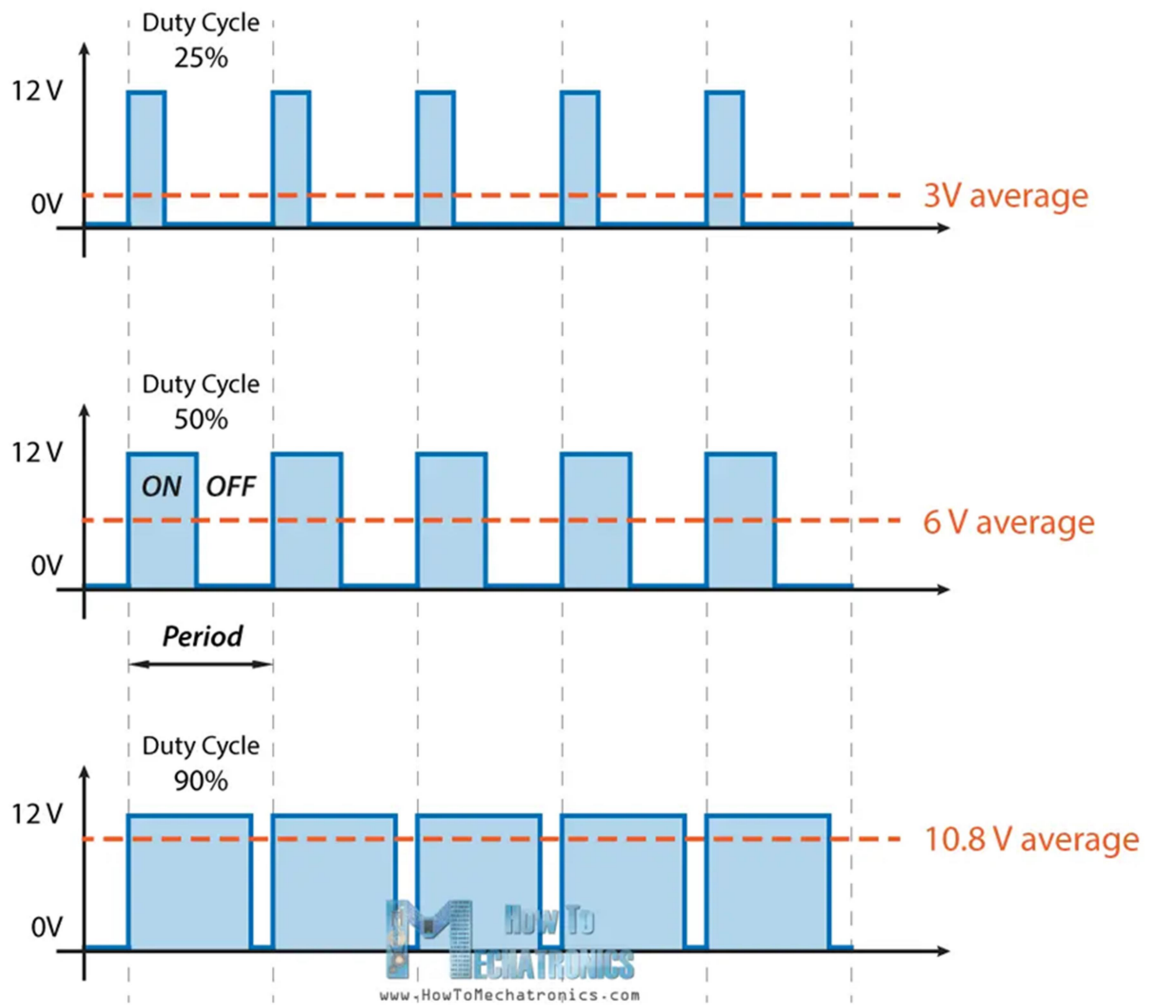 Duty Cycle
25%
12 V
0V
3V average
Duty Cycle
50%
12 V
ON OFF
6 V average
0V
Period
Duty Cycle
90%
12 V
10.8 V average
0V
How To
MECHATRONICS
www.HowToMechatronics.com